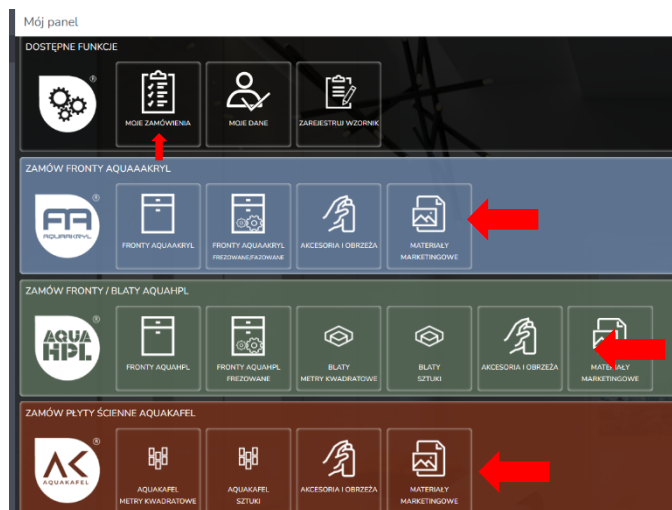 Mój panel
DOSTĘPNE FUNKCJE
®
MOJE ZAMÓWIENIA
MOJE DANE
ZAREJESTRUJ WZORNIK
ZAMÓW FRONTY AQUAAAKRYL
®
AQUAAKRYL
FRONTY AQUAAKRYL
FRONTY AQUAAKRYL
FREZOWANE/FAZOWANE
AKCESORIA I OBRZEŻA
MATERIAŁY
MARKETINGOWE
ZAMÓW FRONTY / BLATY AQUAHPL
®
AQUA
HPL
FRONTY AQUAHPL
FRONTY AQUAHPL
FREZOWANE
BLATY
METRY KWADRATOWE
BLATY
SZTUKI
AKCESORIA I OBRZEŻA
MATERIAŁY
MARKETINGOWE
ZAMÓW PŁYTY ŚCIENNE AQUAKAFEL
®
AK
AQUAKAFEL
AQUAKAFEL
METRY KWADRATOWE
AQUAKAFEL
SZTUKI
AKCESORIA I OBRZEŻA
MATERIAŁY
MARKETINGOWE